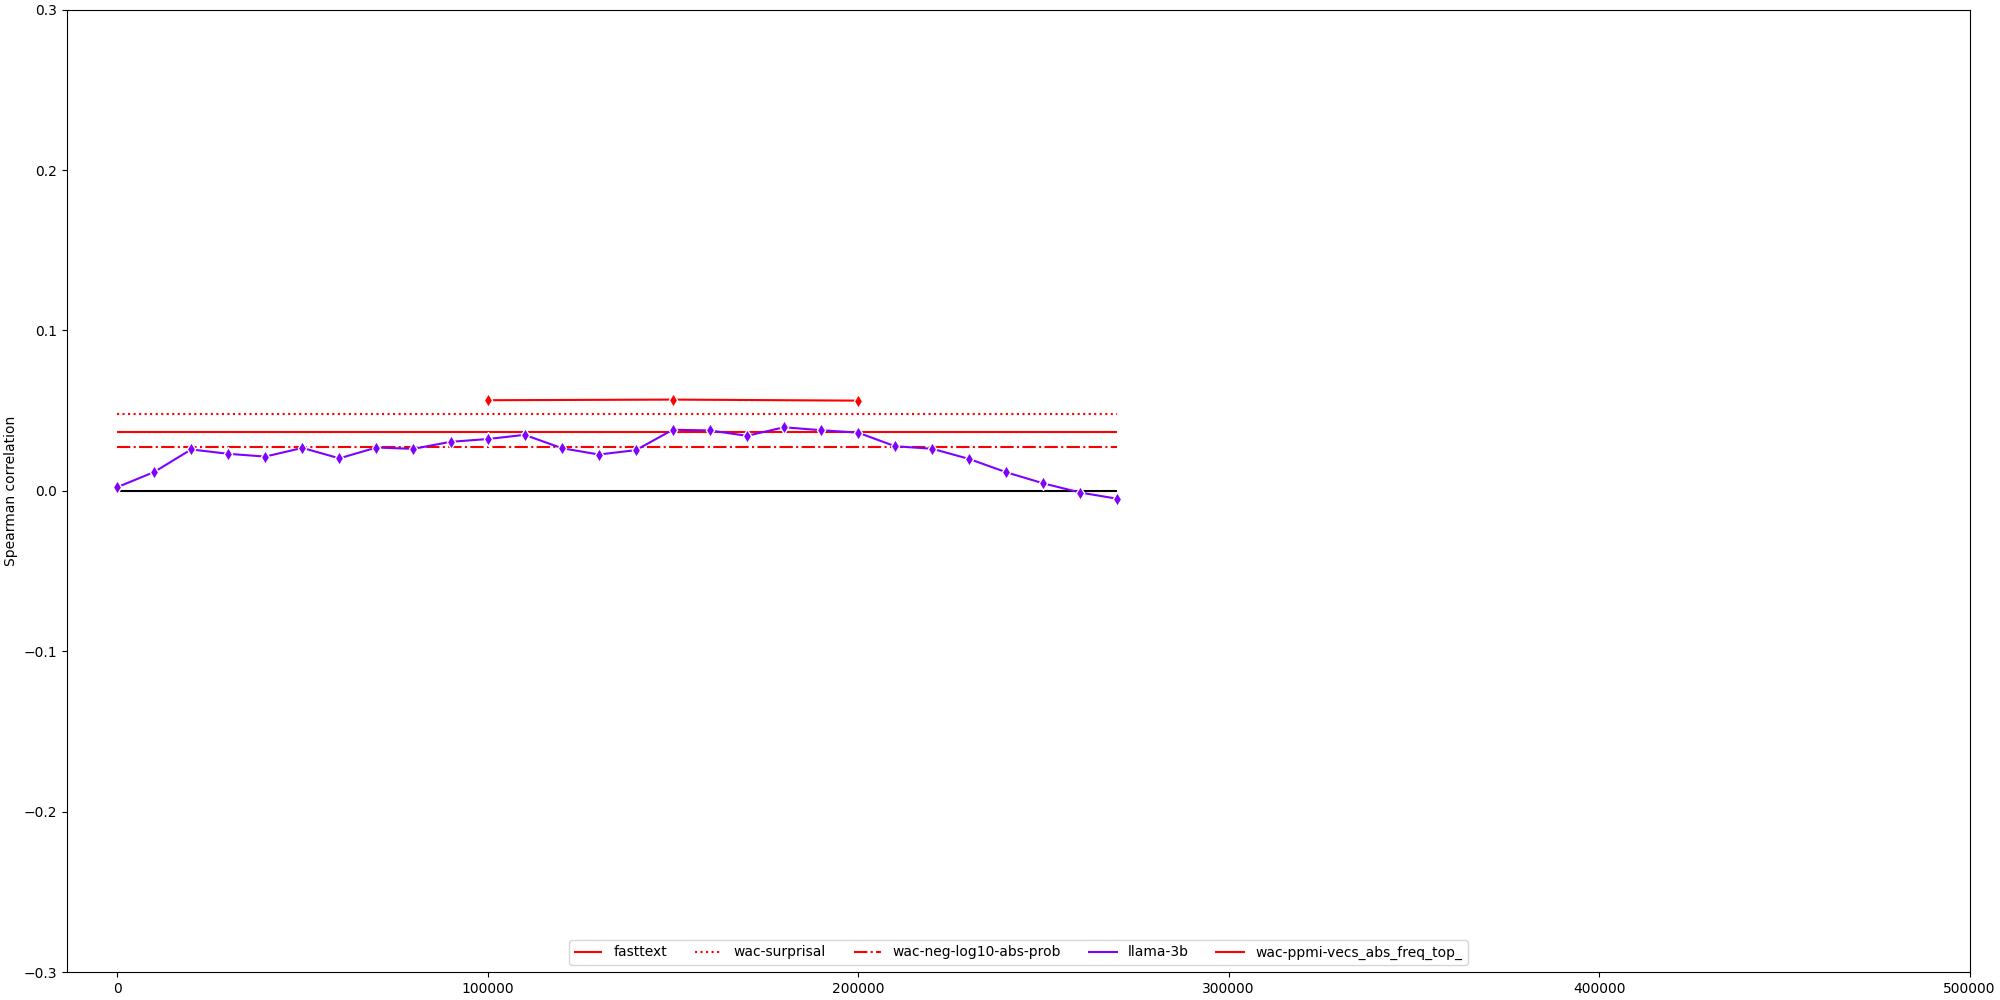 0.3
0.2
0.1
0.0
−0.1
−0.2
−0.3
Spearman correlation
0 100000 200000 300000 400000 500000
fasttext wac-surprisal wac-neg-log10-abs-prob llama-3b wac-ppmi-vecs_abs_freq_top_